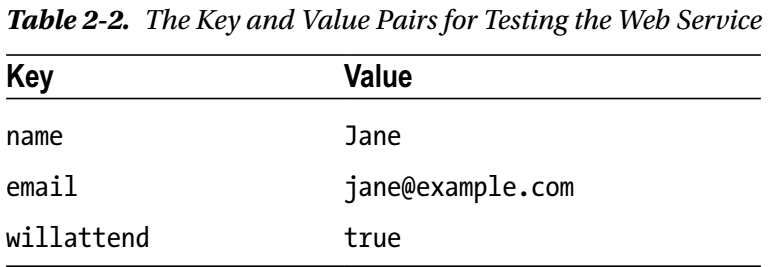 Table 2-2. The Key and Value Pairs for Testing the Web Service
Key Value
name Jane
email jane@example.com
willattend true